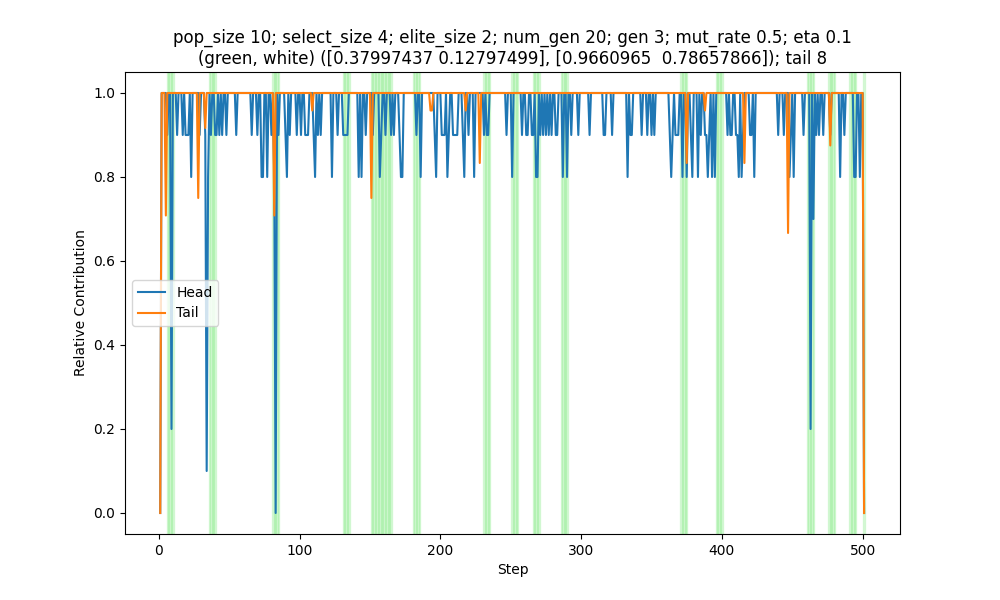 pop_size 10; select_size 4; elite_size 2; num_gen 20; gen 3; mut_rate 0.5; eta 0.1
(green, white) ([0.37997437 0.12797499], [0.9660965  0.78657866]); tail 8
1.0
0.8
0.6
0.4
0.2
0.0
Relative Contribution
Head
Tail
0
100
200
300
400
500
Step